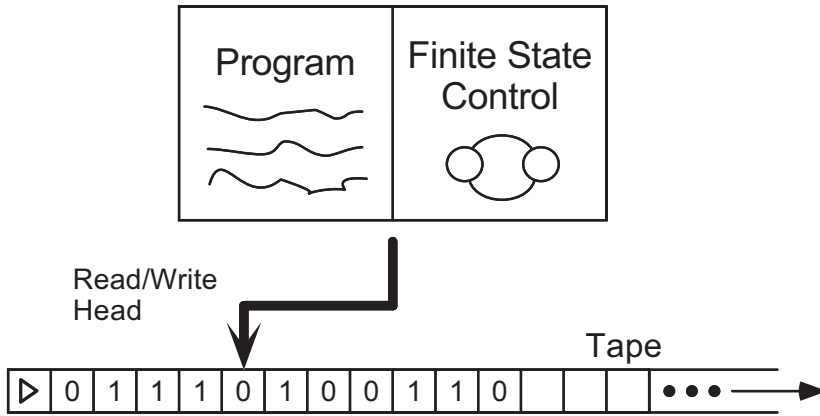 Program
Finite State
Control
Read/Write
Head
Tape
0 1 1 1 0 1 0 0 1 1 0